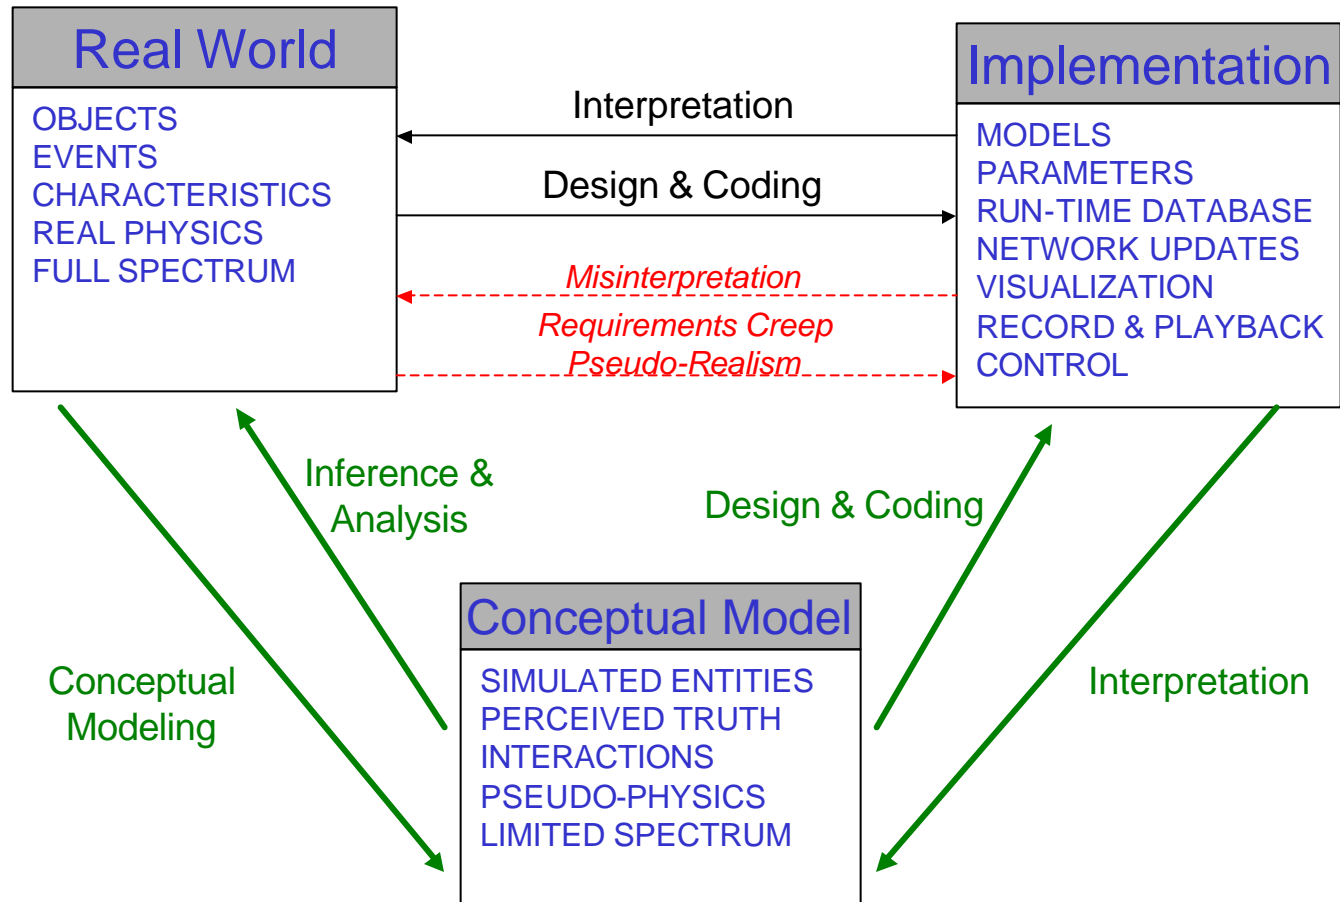 Real World
OBJECTS
EVENTS
CHARACTERISTICS
REAL PHYSICS
FULL SPECTRUM
Interpretation
Design & Coding
Misinterpretation
Requirements Creep
Pseudo-Realism
Implementation
MODELS
PARAMETERS
RUN-TIME DATABASE
NETWORK UPDATES
VISUALIZATION
RECORD & PLAYBACK
CONTROL
Inference &
Analysis
Design & Coding
Conceptual
Modeling
Conceptual Model
SIMULATED ENTITIES
PERCEIVED TRUTH
INTERACTIONS
PSEUDO-PHYSICS
LIMITED SPECTRUM
Interpretation